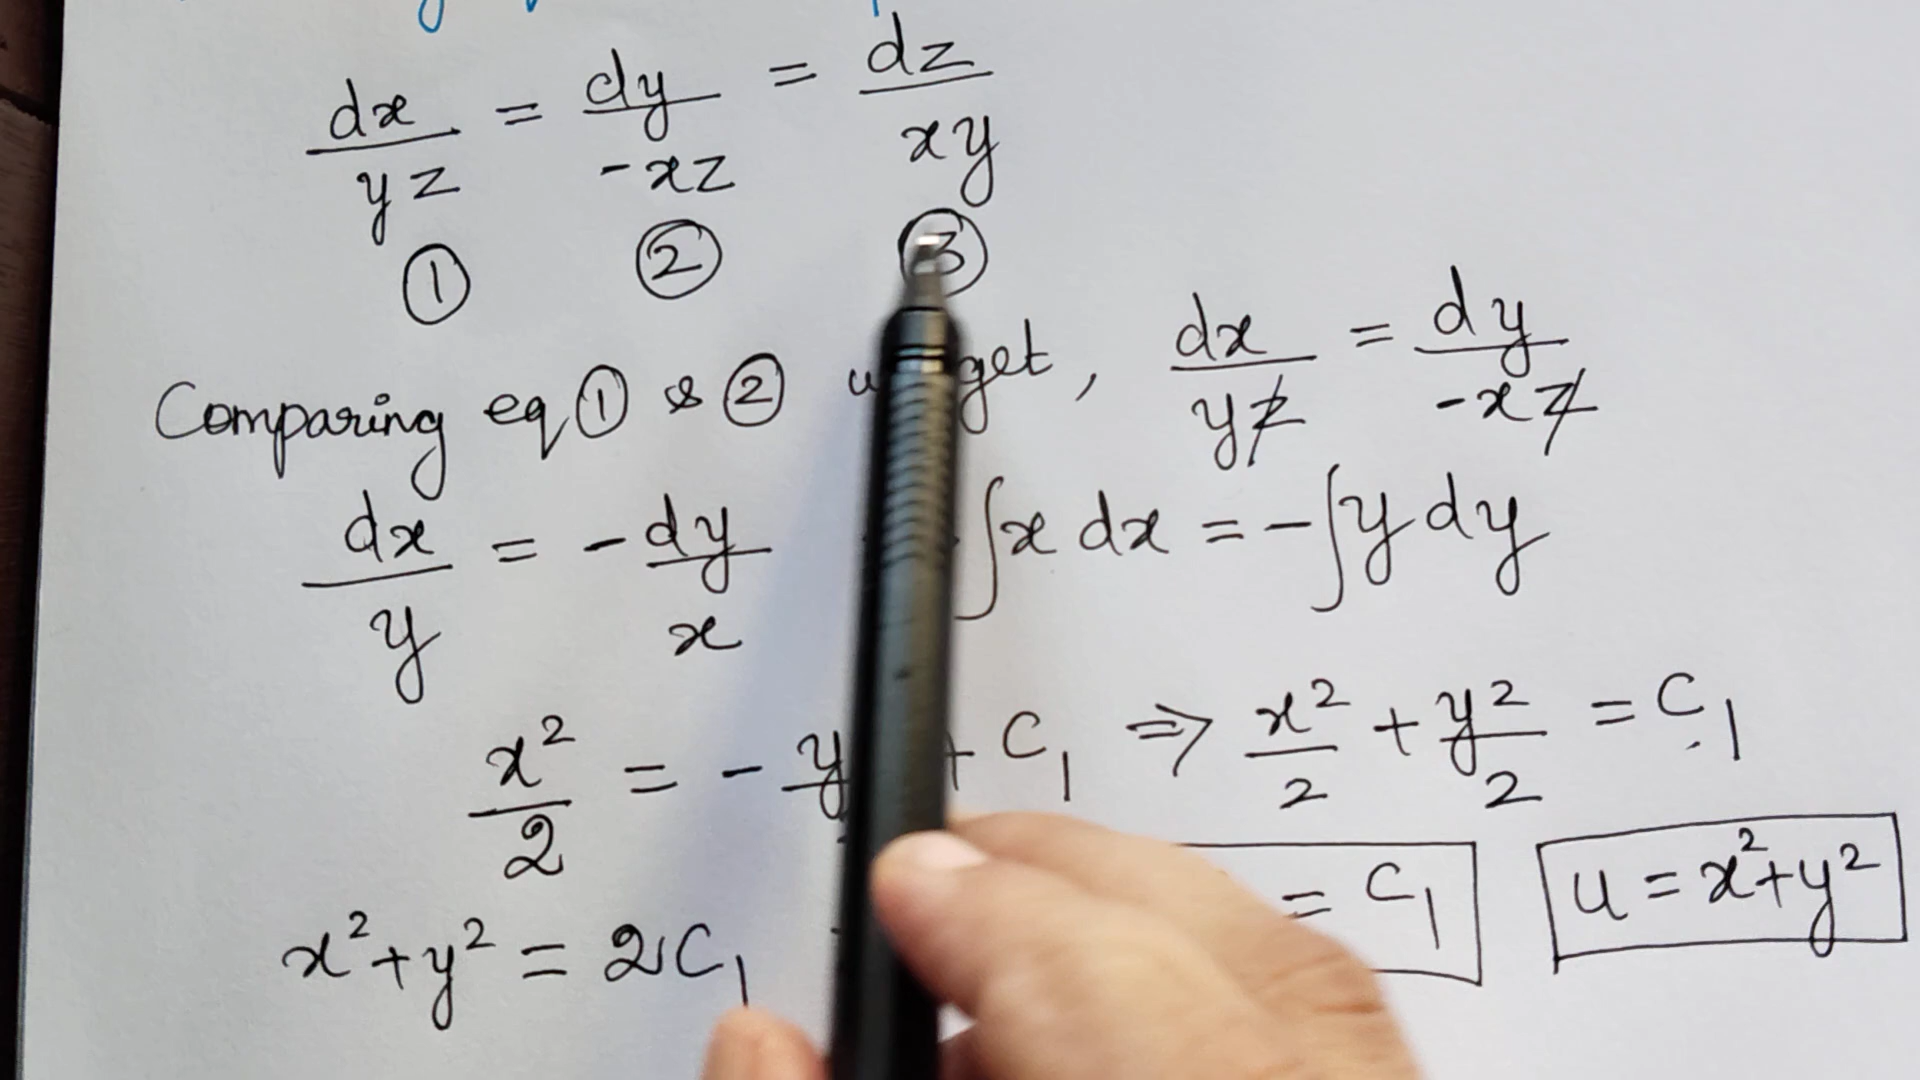 dx/yz = dy/-xz = dz/xy
① ② ③
Comparing eq ① & ② get, dx/yz = dy/-xz
dx/y = -dy/x ∫x dx = -∫y dy
x²/2 = -y + C₁ ⇒ x²/2 + y²/2 = C₁
x²+y² = 2C₁ = C₁ u = x²+y²